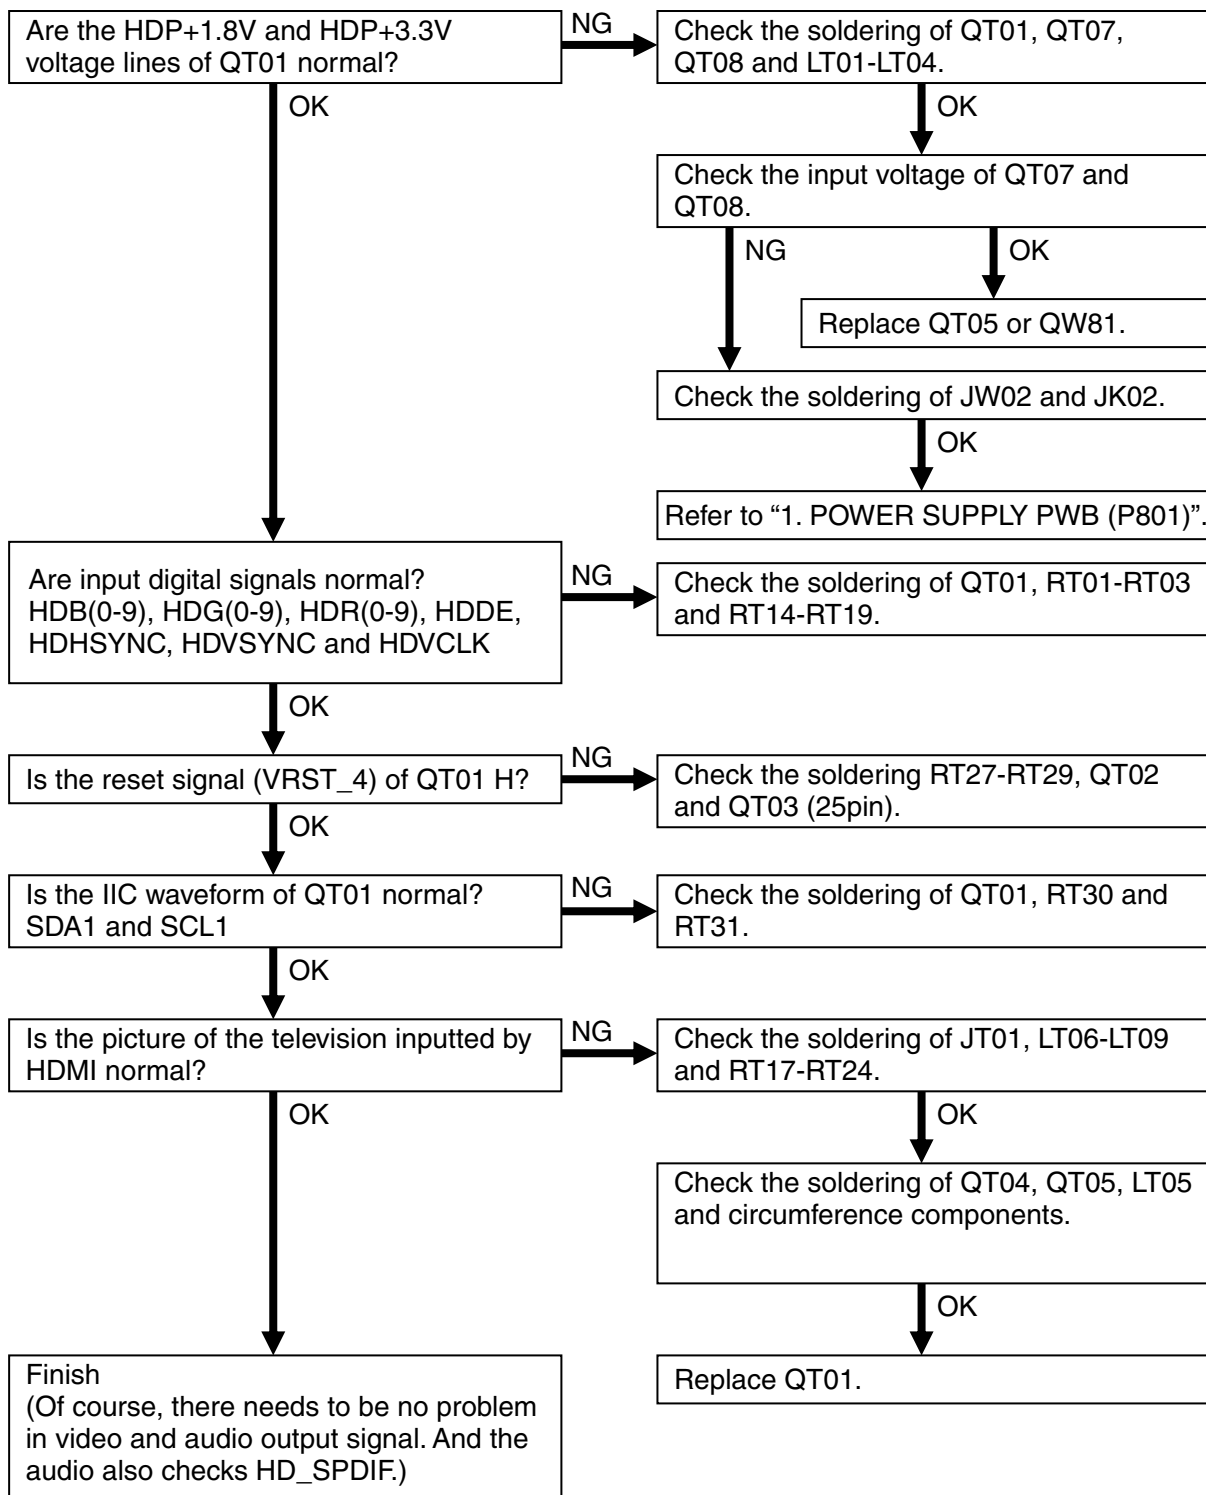 Are the HDP+1.8V and HDP+3.3V
voltage lines of QT01 normal?
NG
Check the soldering of QT01, QT07,
QT08 and LT01-LT04.
OK
OK
Check the input voltage of QT07 and
QT08.
NG
OK
Replace QT05 or QW81.
Check the soldering of JW02 and JK02.
OK
Refer to “1. POWER SUPPLY PWB (P801)”.
Are input digital signals normal?
HDB(0-9), HDG(0-9), HDR(0-9), HDDE,
HDHSYNC, HDVSYNC and HDVCLK
NG
Check the soldering of QT01, RT01-RT03
and RT14-RT19.
OK
Is the reset signal (VRST_4) of QT01 H?
NG
Check the soldering RT27-RT29, QT02
and QT03 (25pin).
OK
Is the IIC waveform of QT01 normal?
SDA1 and SCL1
NG
Check the soldering of QT01, RT30 and
RT31.
OK
Is the picture of the television inputted by
HDMI normal?
NG
Check the soldering of JT01, LT06-LT09
and RT17-RT24.
OK
OK
Check the soldering of QT04, QT05, LT05
and circumference components.
OK
Finish
(Of course, there needs to be no problem
in video and audio output signal. And the
audio also checks HD_SPDIF.)
Replace QT01.